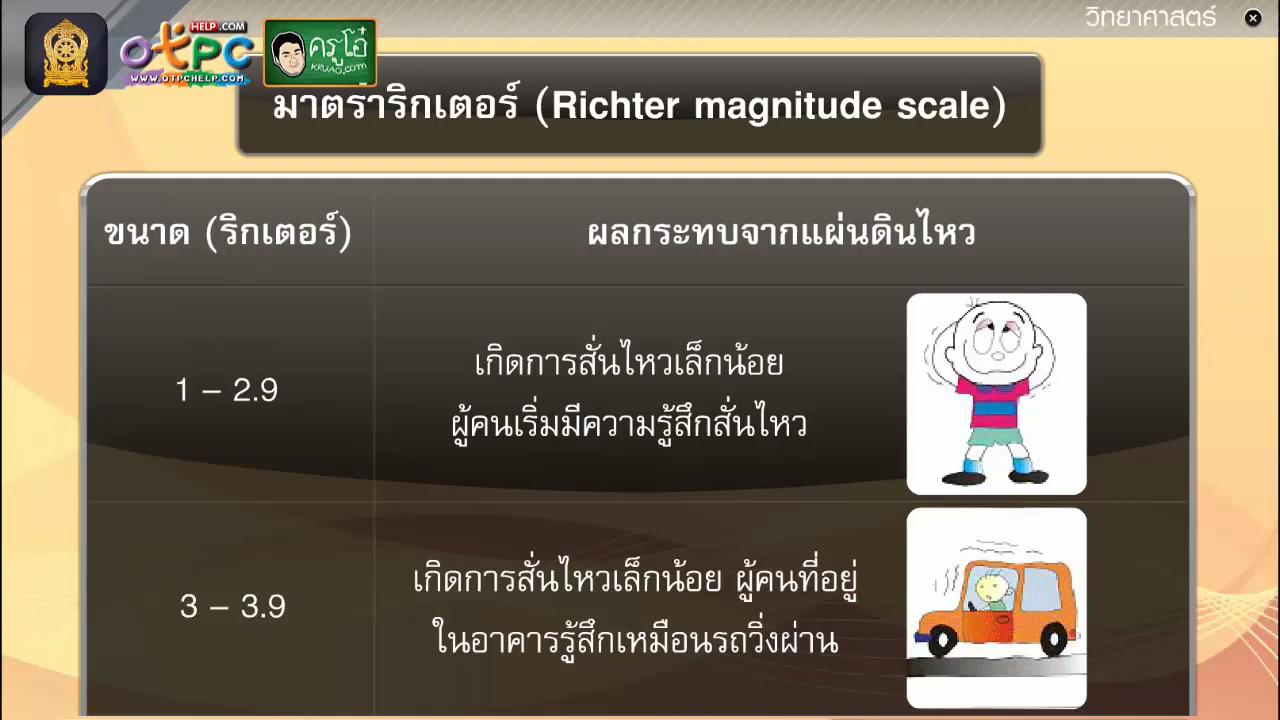 วิทยาศาสตร์
HELP.COM
OTPC
WWW.OTPCHELP.COM
ครูโอ๋
KRUAO.COM
มาตราริกเตอร์ (Richter magnitude scale)
ขนาด (ริกเตอร์)
ผลกระทบจากแผ่นดินไหว
1 – 2.9
เกิดการสั่นไหวเล็กน้อย
ผู้คนเริ่มมีความรู้สึกสั่นไหว
3 – 3.9
เกิดการสั่นไหวเล็กน้อย ผู้คนที่อยู่
ในอาคารรู้สึกเหมือนรถวิ่งผ่าน